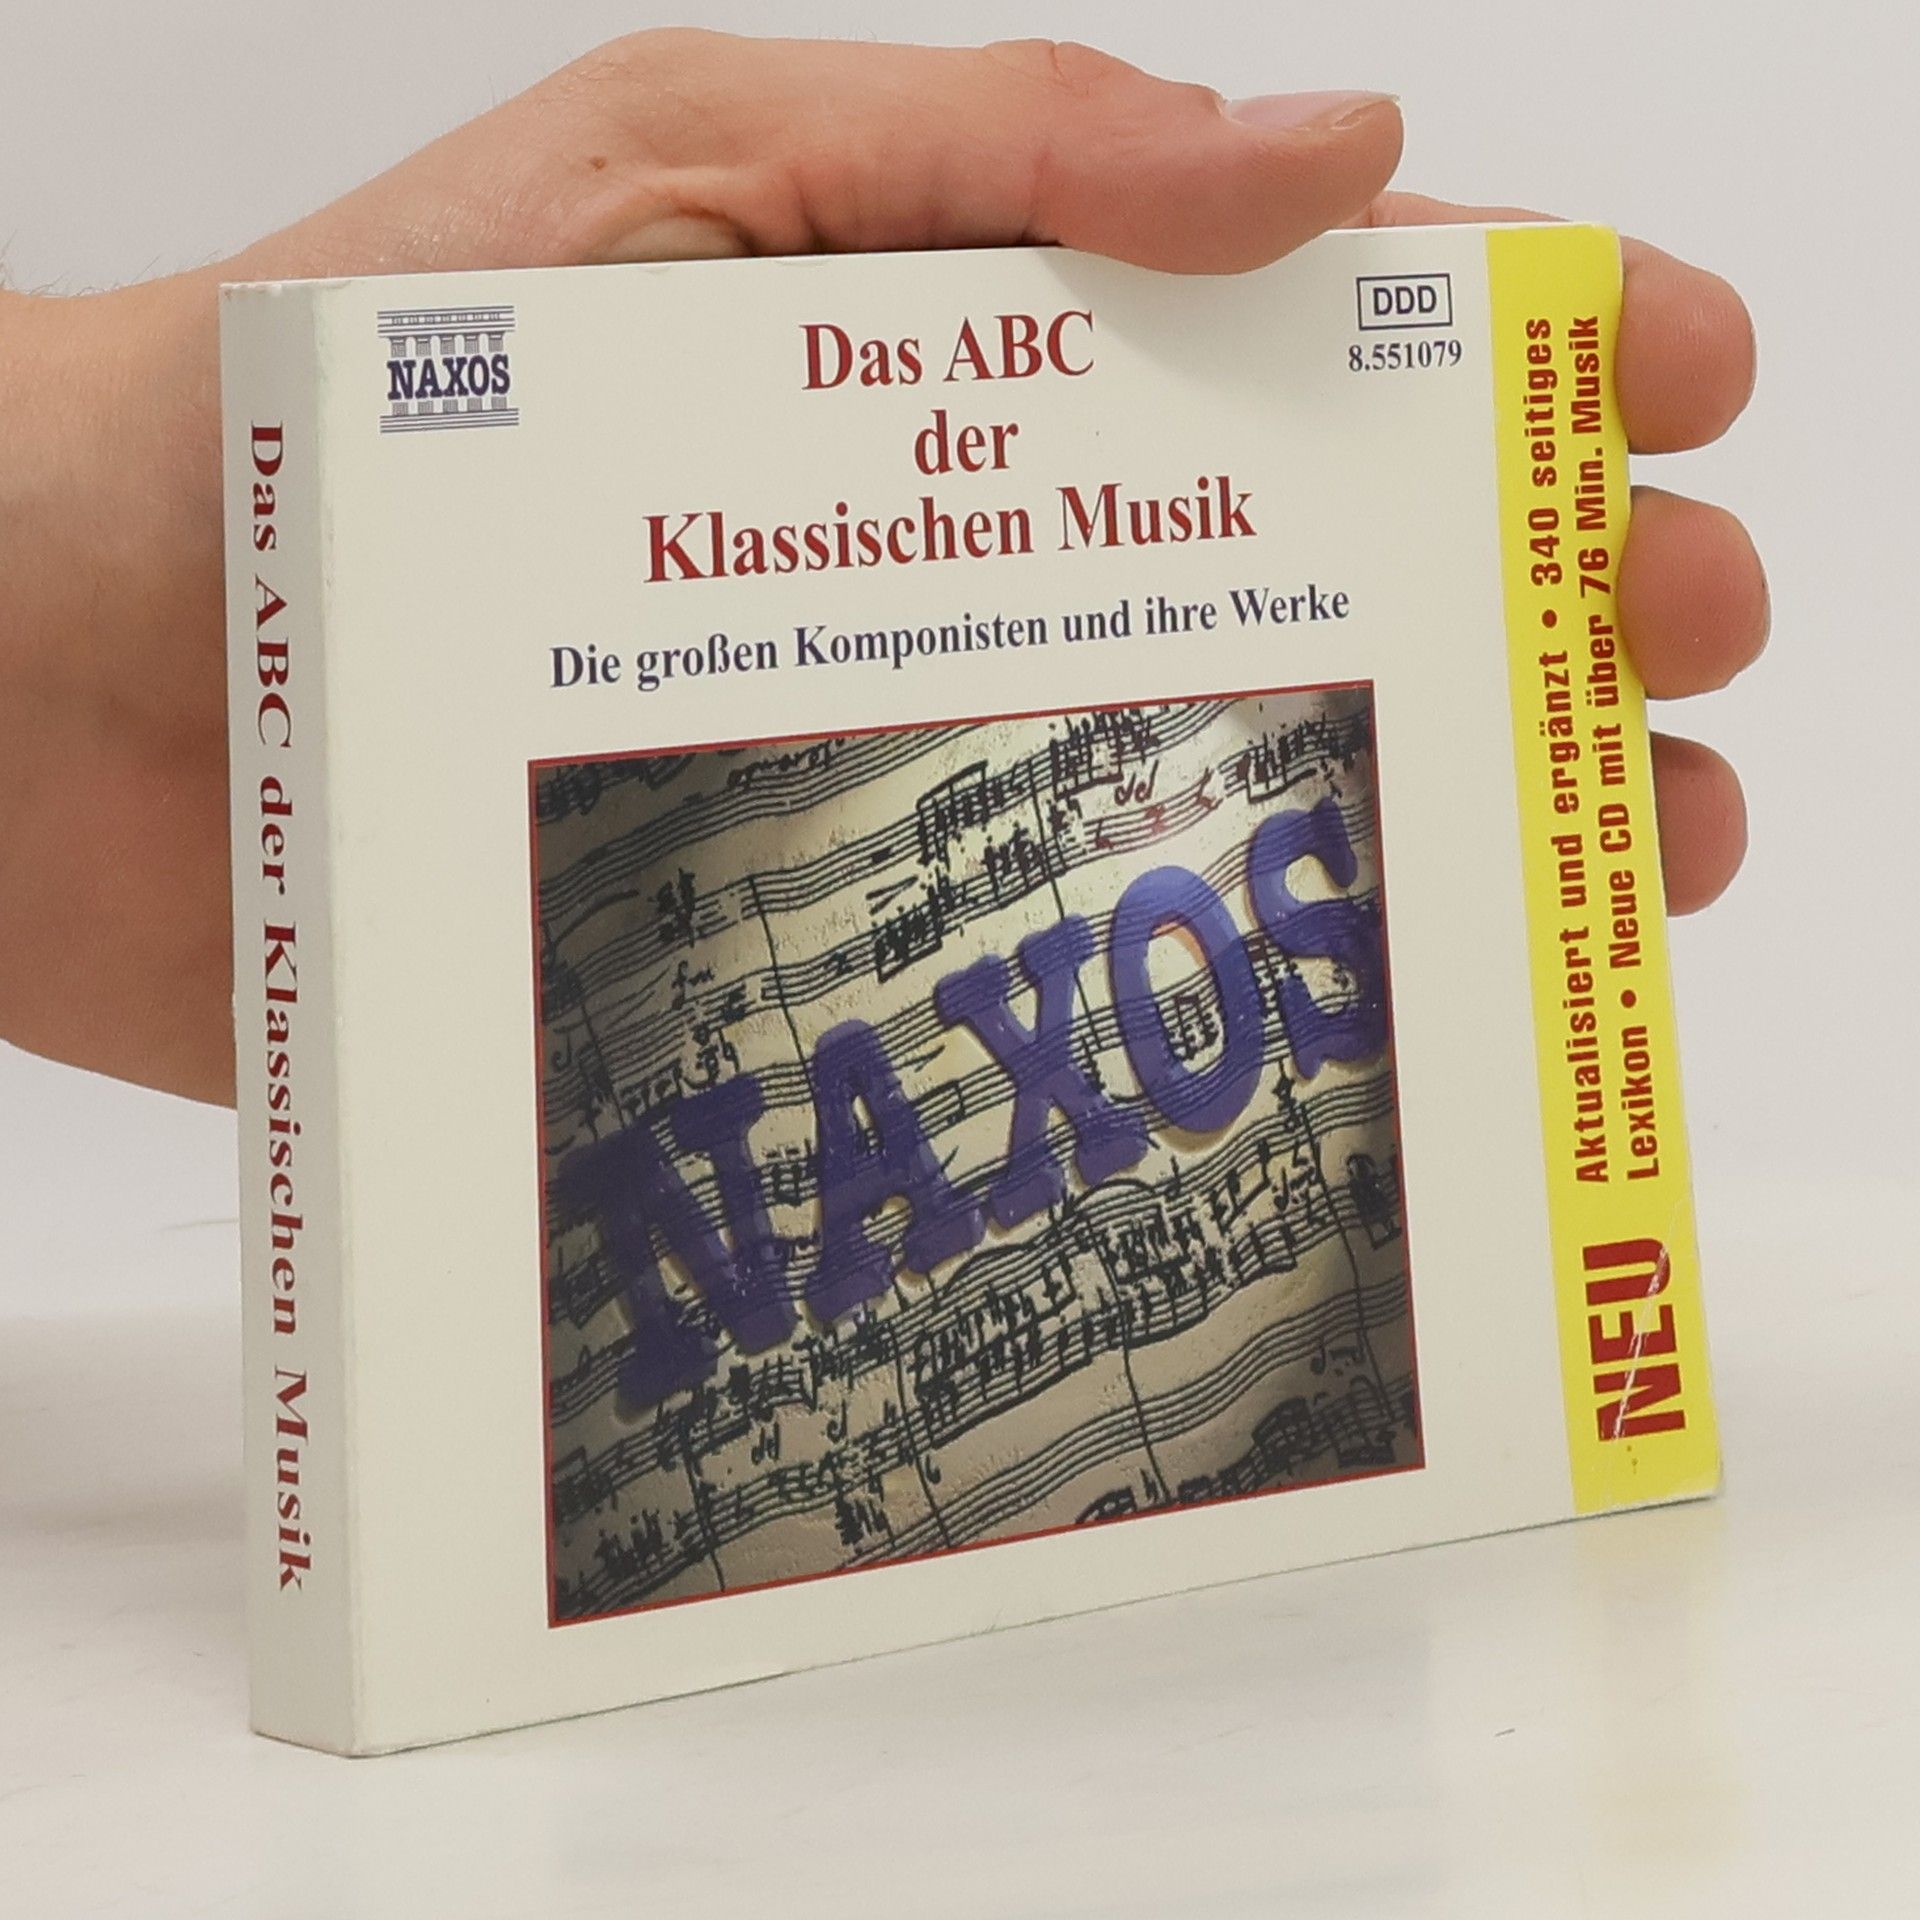 NAXOS
DDD
8.551079
Das ABC
der
Klassischen Musik
Die großen Komponisten und ihre Werke
NAXOS
Das ABC der Klassischen Musik
NEU
Aktualisiert und ergänzt • 340 seitiges
Lexikon • Neue CD mit über 76 Min. Musik